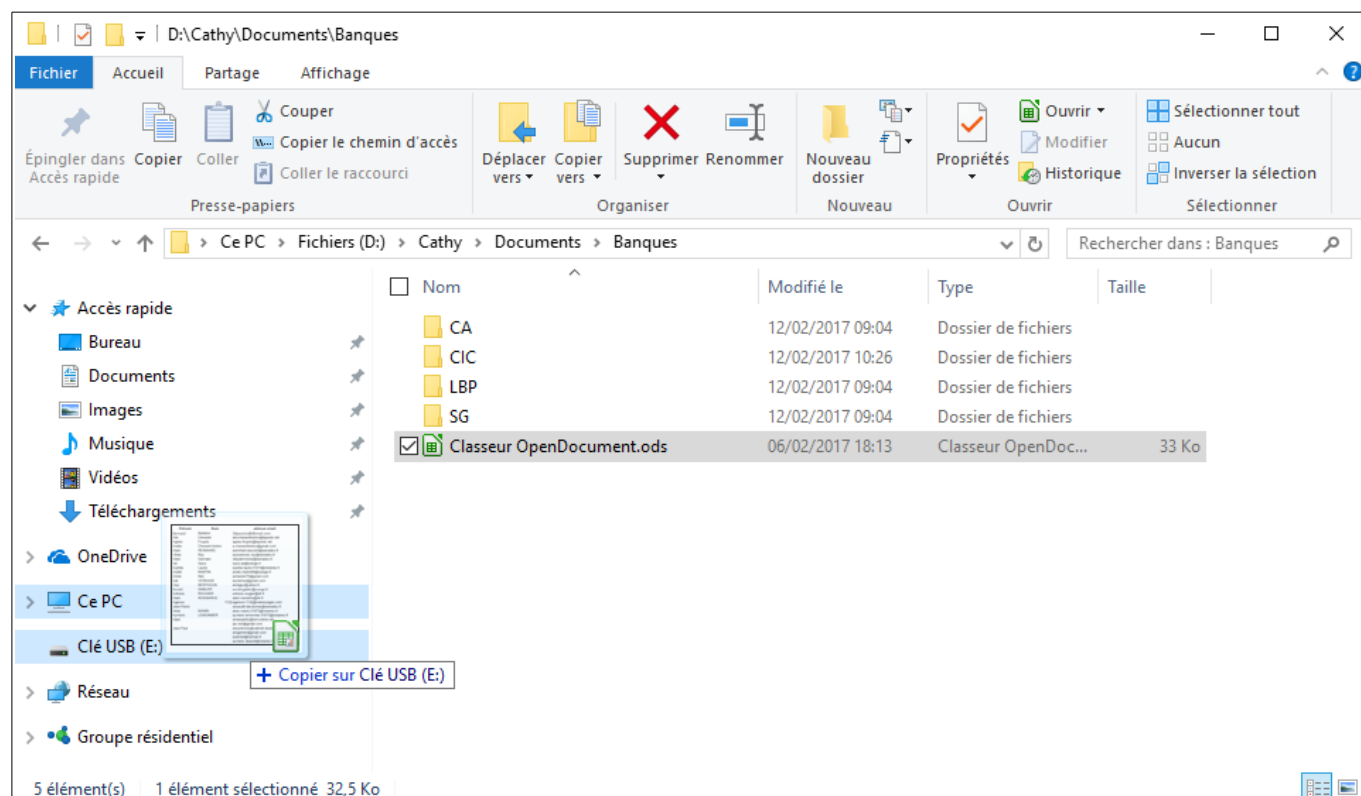 D:\Cathy\Documents\Banques
Fichier Accueil Partage Affichage
Épingler dans Accès rapide
Copier
Coller
Couper
Copier le chemin d'accès
Coller le raccourci
Déplacer vers
Copier vers
Supprimer
Renommer
Nouveau dossier
Propriétés
Ouvrir
Modifier
Historique
Sélectionner tout
Aucun
Inverser la sélection
Presse-papiers Organiser Nouveau Ouvrir Sélectionner
Ce PC > Fichiers (D:) > Cathy > Documents > Banques
Rechercher dans : Banques
Nom Modifié le Type Taille
CA 12/02/2017 09:04 Dossier de fichiers
CIC 12/02/2017 10:26 Dossier de fichiers
LBP 12/02/2017 09:04 Dossier de fichiers
SG 12/02/2017 09:04 Dossier de fichiers
Classeur OpenDocument.ods 06/02/2017 18:13 Classeur OpenDoc... 33 Ko
Accès rapide
Bureau
Documents
Images
Musique
Vidéos
Téléchargements
OneDrive
Ce PC
Clé USB (E:)
+ Copier sur Clé USB (E:)
Réseau
Groupe résidentiel
5 élément(s) 1 élément sélectionné 32,5 Ko